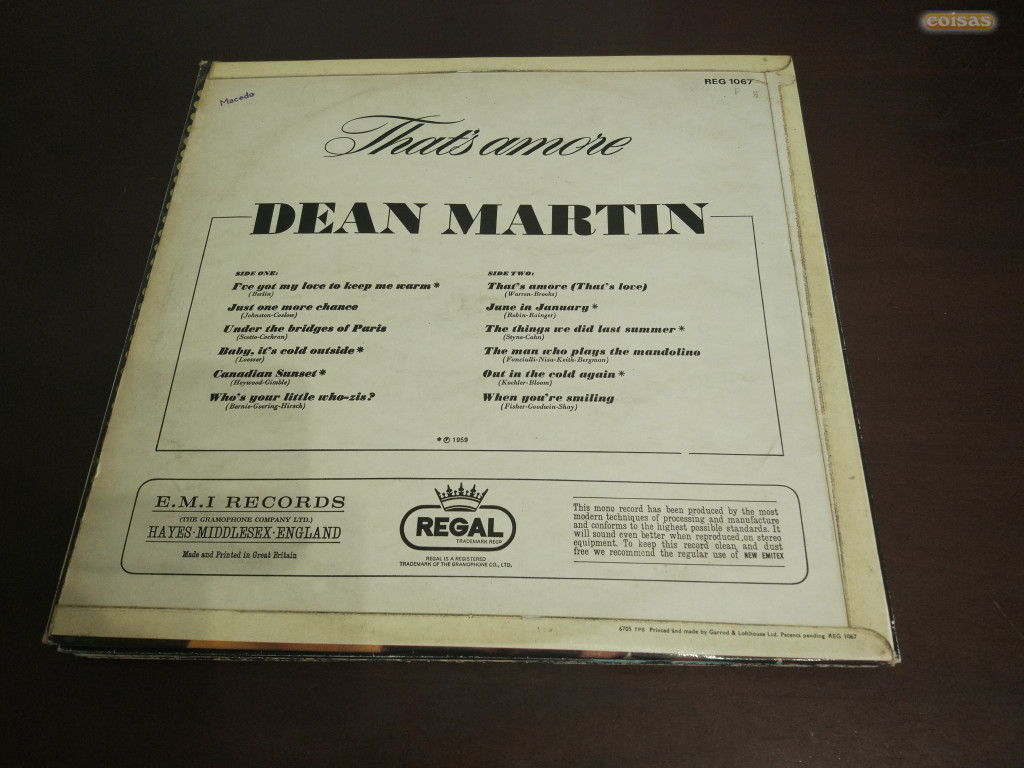 coisas
REG 1067
Macedo
That's amore
DEAN MARTIN
SIDE ONE:
I've got my love to keep me warm*
(Berlin)
Just one more chance
(Johnston-Coslow)
Under the bridges of Paris
(Scotto-Cochran)
Baby, it's cold outside*
(Loesser)
Canadian Sunset*
(Heywood-Gimble)
Who's your little who-zis?
(Bernie-Goering-Hirsch)
SIDE TWO:
That's amore (That's love)
(Warren-Brooks)
June in January*
(Robin-Rainger)
The things we did last summer*
(Styne-Cahn)
The man who plays the mandolino
(Fanciulli-Nisa-Keith-Bergman)
Out in the cold again*
(Koehler-Bloom)
When you're smiling
(Fisher-Goodwin-Shay)
* ℗ 1959
E.M.I RECORDS
(THE GRAMOPHONE COMPANY LTD.)
HAYES·MIDDLESEX·ENGLAND
Made and Printed in Great Britain
REGAL
TRADEMARK REGD
REGAL IS A REGISTERED
TRADEMARK OF THE GRAMOPHONE CO., LTD.
This mono record has been produced by the most
modern techniques of processing and manufacture
and conforms to the highest possible standards. It
will sound even better when reproduced on stereo
equipment. To keep this record clean and dust
free we recommend the regular use of NEW EMITEX
6705 TPS Printed and made by Garrod & Lofthouse Ltd. Patents pending REG. 1067